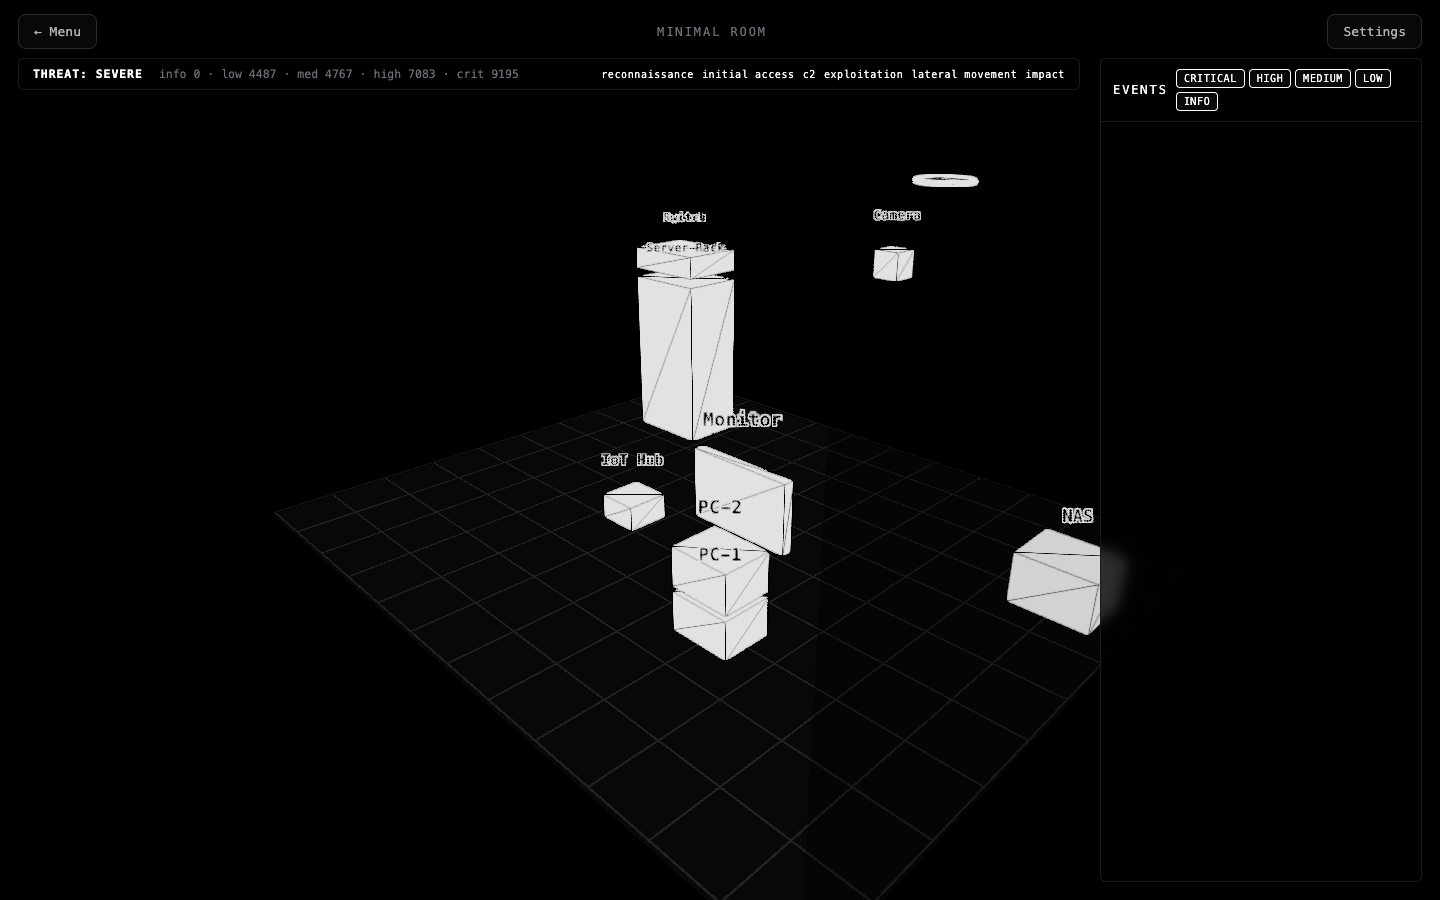 ← Menu
MINIMAL ROOM
Settings
THREAT: SEVERE info 0 · low 4487 · med 4767 · high 7083 · crit 9195
reconnaissance initial access c2 exploitation lateral movement impact
EVENTS CRITICAL HIGH MEDIUM LOW
INFO
Camera
Server Rack
Monitor
IoT Hub
PC-2
NAS
PC-1